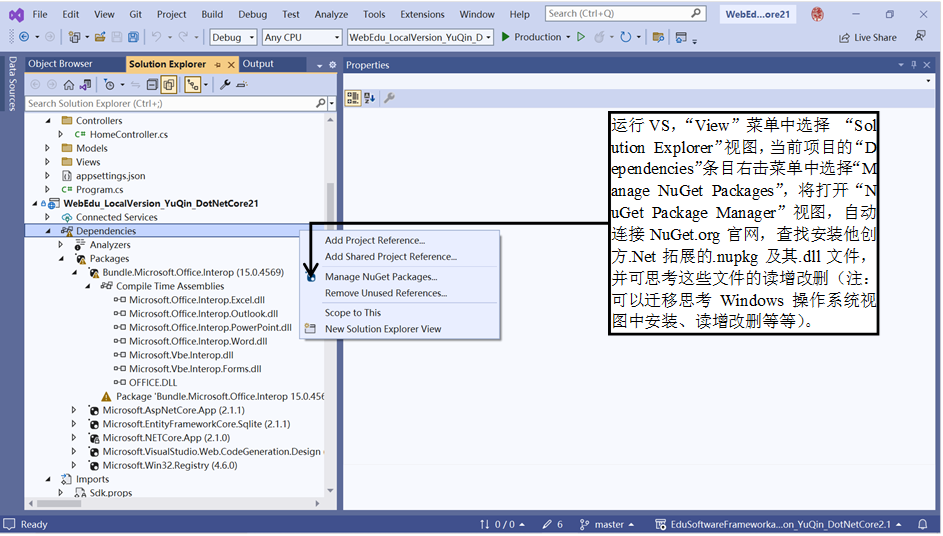 File Edit View Git Project Build Debug Test Analyze Tools Extensions Window Help Search (Ctrl+Q) WebEd...ore21
Debug Any CPU WebEdu_LocalVersion_YuQin_D Production Live Share
Data Sources
Object Browser Solution Explorer Output
Search Solution Explorer (Ctrl+;)
Controllers
C# HomeController.cs
Models
Views
appsettings.json
C# Program.cs
WebEdu_LocalVersion_YuQin_DotNetCore21
Connected Services
Dependencies
Analyzers
Packages
Bundle.Microsoft.Office.Interop (15.0.4569)
Compile Time Assemblies
Microsoft.Office.Interop.Excel.dll
Microsoft.Office.Interop.Outlook.dll
Microsoft.Office.Interop.PowerPoint.dll
Microsoft.Office.Interop.Word.dll
Microsoft.Vbe.Interop.dll
Microsoft.Vbe.Interop.Forms.dll
OFFICE.DLL
Package 'Bundle.Microsoft.Office.Interop 15.0.456
Microsoft.AspNetCore.App (2.1.1)
Microsoft.EntityFrameworkCore.Sqlite (2.1.1)
Microsoft.NETCore.App (2.1.0)
Microsoft.VisualStudio.Web.CodeGeneration.Design
Microsoft.Win32.Registry (4.6.0)
Imports
Sdk.props
Add Project Reference...
Add Shared Project Reference...
Manage NuGet Packages...
Remove Unused References...
Scope to This
New Solution Explorer View
Properties
运行 VS，“View”菜单中选择 “Sol
ution Explorer”视图，当前项目的“D
ependencies”条目右击菜单中选择“M
anage NuGet Packages”，将打开“N
uGet Package Manager”视图，自动
连接 NuGet.org 官网，查找安装他创
方.Net 拓展的.nupkg 及其.dll 文件，
并可思考这些文件的读增改删（注：
可以迁移思考 Windows 操作系统视
图中安装、读增改删等等）。
Ready 0 / 0 6 master EduSoftwareFrameworka...on_YuQin_DotNetCore2.1